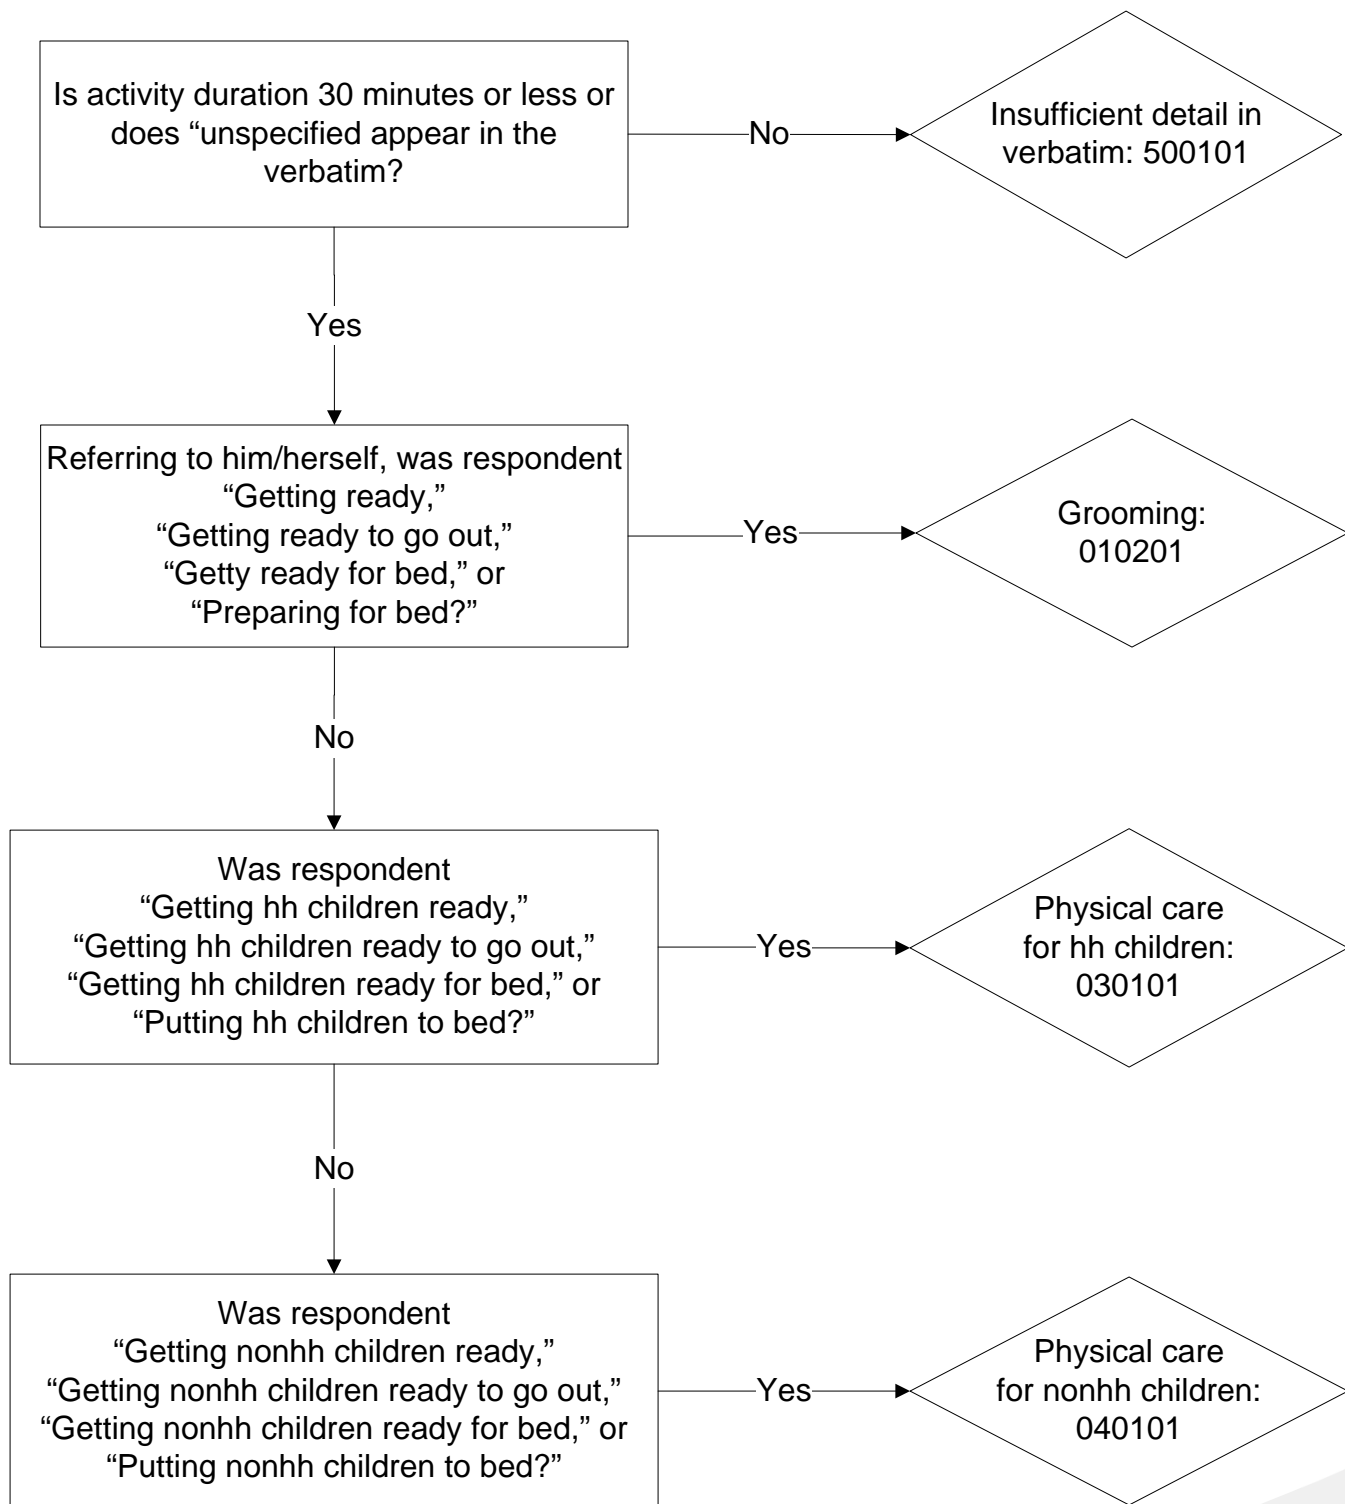 Is activity duration 30 minutes or less or
does “unspecified appear in the
verbatim?
No
Insufficient detail in
verbatim: 500101
Yes
Referring to him/herself, was respondent
“Getting ready,”
“Getting ready to go out,”
“Getty ready for bed,” or
“Preparing for bed?”
Yes
Grooming:
010201
No
Was respondent
“Getting hh children ready,”
“Getting hh children ready to go out,”
“Getting hh children ready for bed,” or
“Putting hh children to bed?”
Yes
Physical care
for hh children:
030101
No
Was respondent
“Getting nonhh children ready,”
“Getting nonhh children ready to go out,”
“Getting nonhh children ready for bed,” or
“Putting nonhh children to bed?”
Yes
Physical care
for nonhh children:
040101